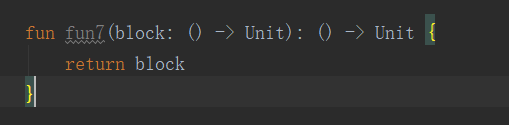 fun fun7(block: () -> Unit): () -> Unit {
return block
}